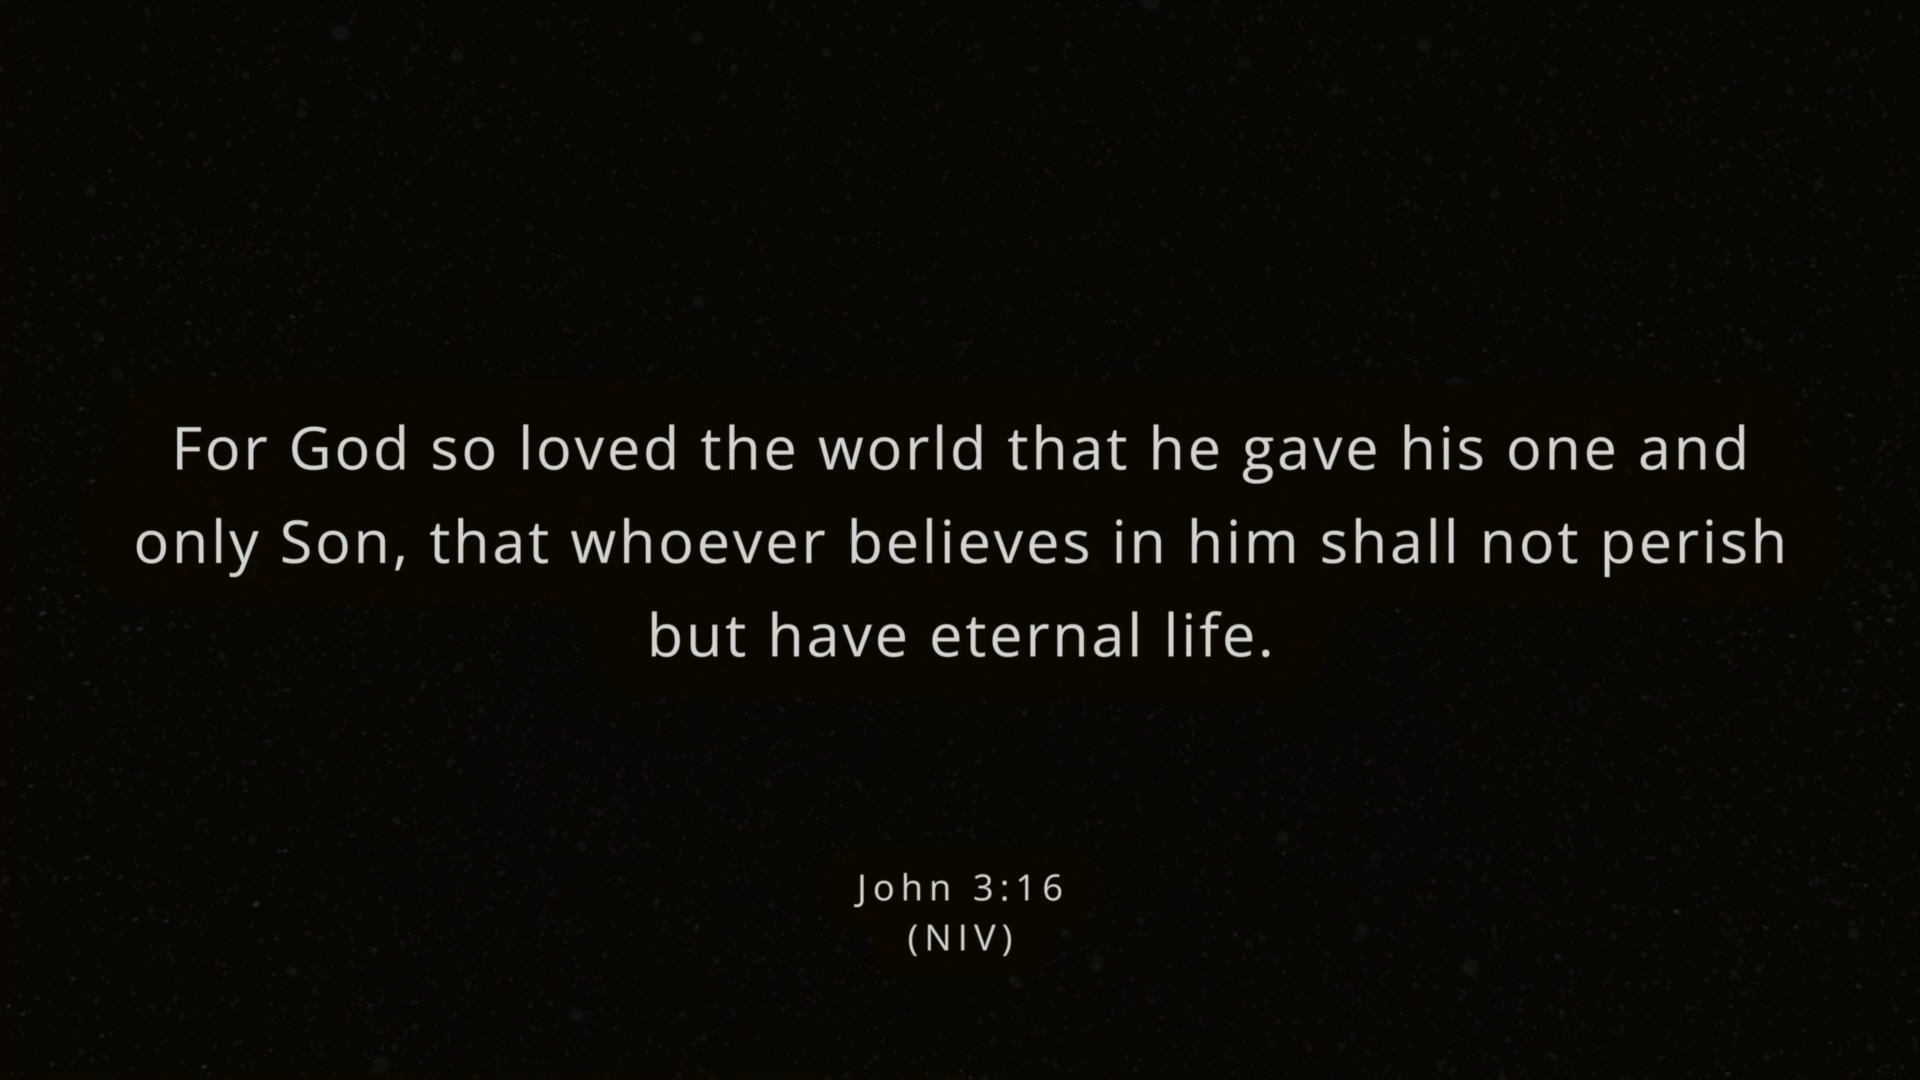 For God so loved the world that he gave his one and
only Son, that whoever believes in him shall not perish
but have eternal life.
John 3:16
(NIV)